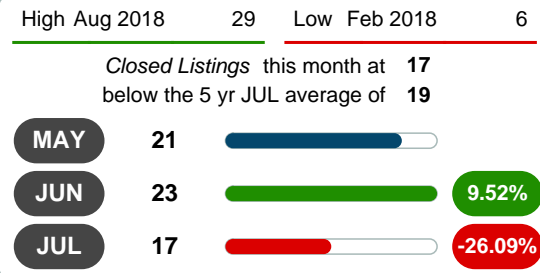 High Aug 2018 29 Low Feb 2018 6
Closed Listings this month at 17
below the 5 yr JUL average of 19
MAY 21
JUN 23 9.52%
JUL 17 -26.09%